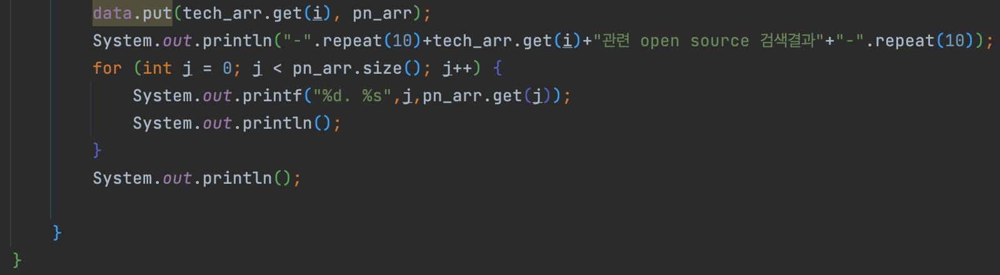 data.put(tech_arr.get(i), pn_arr);
System.out.println("-".repeat(10)+tech_arr.get(i)+"관련 open source 검색결과"+"-".repeat(10));
for (int j = 0; j < pn_arr.size(); j++) {
System.out.printf("%d. %s",j,pn_arr.get(j));
System.out.println();
}
System.out.println();
}
}